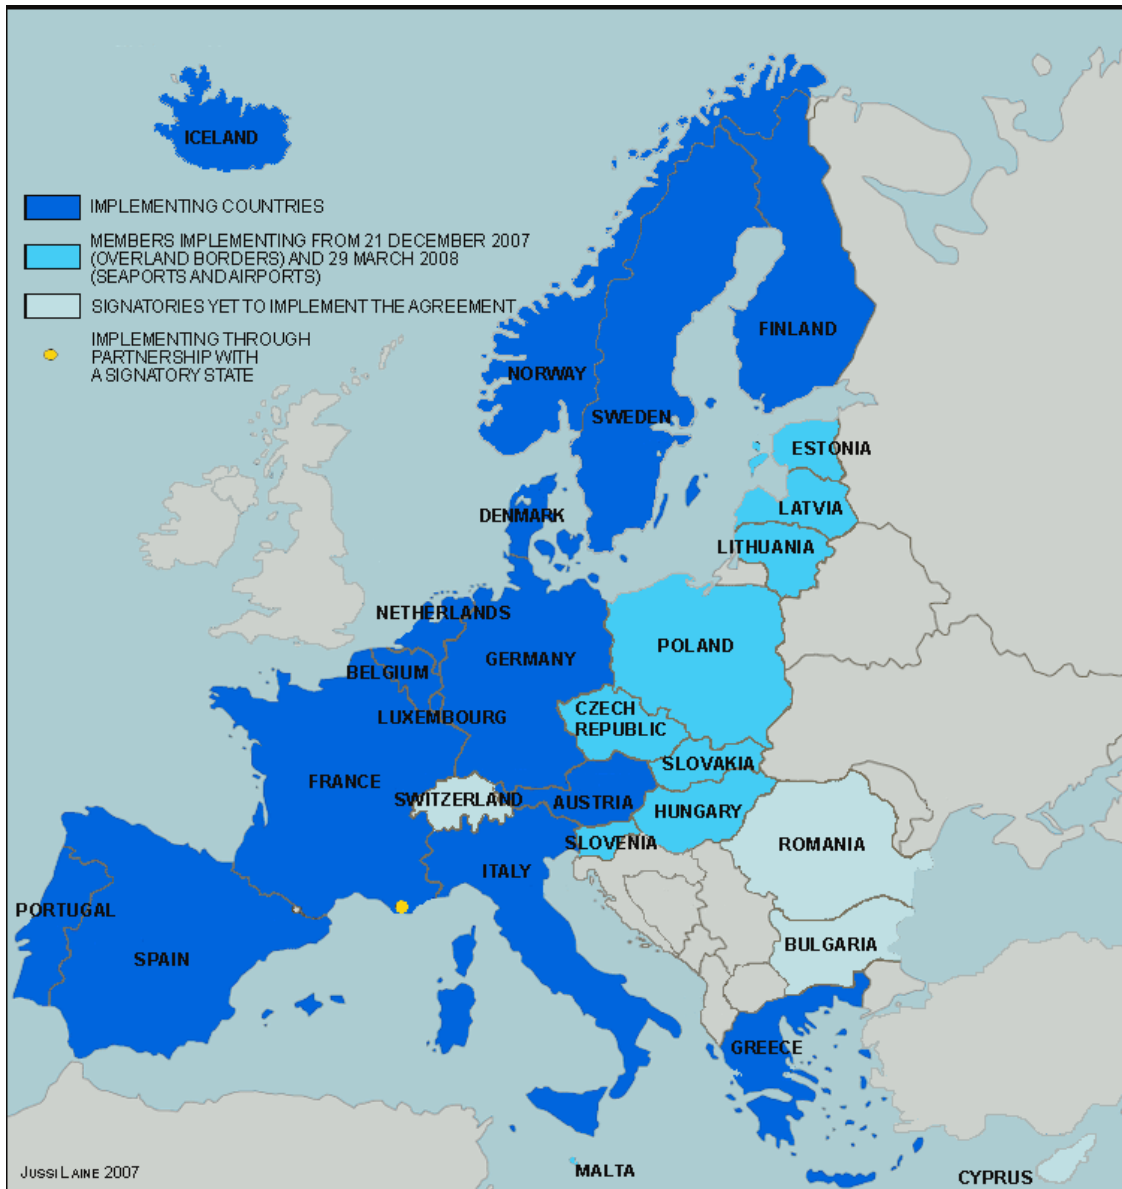 ICELAND
IMPLEMENTING COUNTRIES
MEMBERS IMPLEMENTING FROM 21 DECEMBER 2007
(OVERLAND BORDERS) AND 29 MARCH 2008
(SEAPORTS AND AIRPORTS)
SIGNATORIES YET TO IMPLEMENT THE AGREEMENT
IMPLEMENTING THROUGH
PARTNERSHIP WITH
A SIGNATORY STATE
FINLAND
NORWAY
SWEDEN
ESTONIA
LATVIA
DENMARK
LITHUANIA
NETHERLANDS
POLAND
GERMANY
BELGIUM
CZECH
REPUBLIC
LUXEMBOURG
SLOVAKIA
FRANCE
SWITZERLAND
AUSTRIA
HUNGARY
SLOVENIA
ROMANIA
ITALY
PORTUGAL
BULGARIA
SPAIN
GREECE
MALTA
JUSSI LAINE 2007
CYPRUS